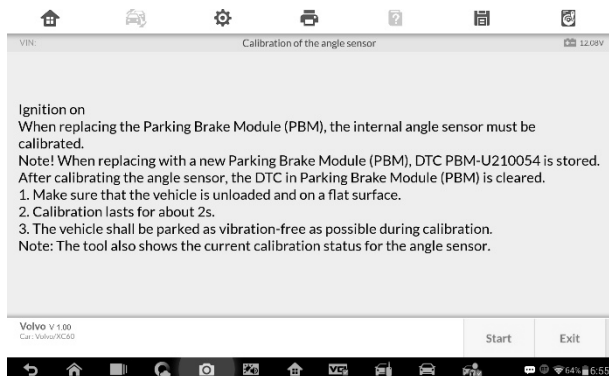 VIN:
Calibration of the angle sensor
12.08V
Ignition on
When replacing the Parking Brake Module (PBM), the internal angle sensor must be
calibrated.
Note! When replacing with a new Parking Brake Module (PBM), DTC PBM-U210054 is stored.
After calibrating the angle sensor, the DTC in Parking Brake Module (PBM) is cleared.
1. Make sure that the vehicle is unloaded and on a flat surface.
2. Calibration lasts for about 2s.
3. The vehicle shall be parked as vibration-free as possible during calibration.
Note: The tool also shows the current calibration status for the angle sensor.
Volvo V 1.00
Car: Volvo/XC60
Start
Exit
VCI
64% 6:55